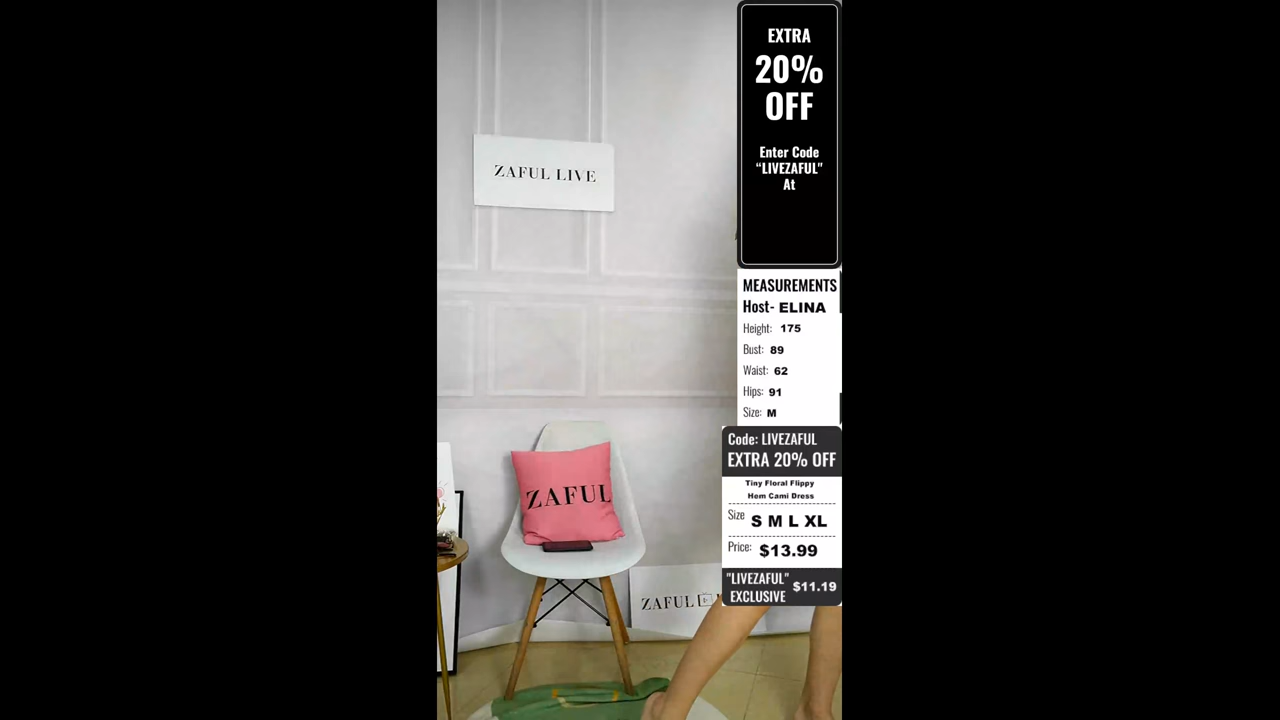 ZAFUL LIVE
ZAFUL
ZAFUL
EXTRA
20%
OFF
Enter Code
“LIVEZAFUL”
At
MEASUREMENTS
Host- ELINA
Height: 175
Bust: 89
Waist: 62
Hips: 91
Size: M
Code: LIVEZAFUL
EXTRA 20% OFF
Tiny Floral Flippy
Hem Cami Dress
Size S M L XL
Price: $13.99
"LIVEZAFUL"
EXCLUSIVE $11.19